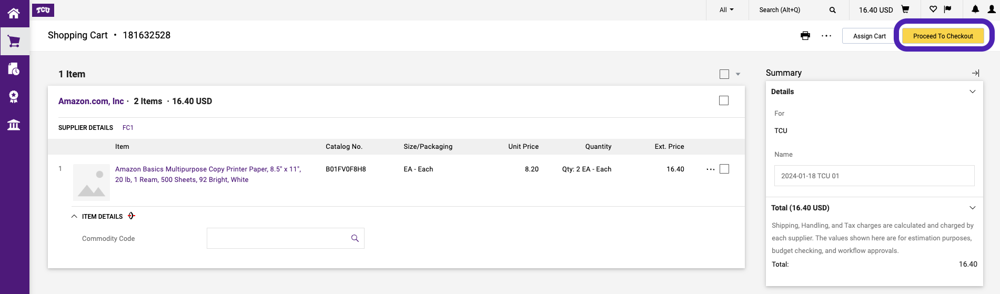 TCU
All
Search (Alt+Q)
16.40 USD
Shopping Cart • 181632528
Assign Cart
Proceed To Checkout
1 Item
Amazon.com, Inc · 2 Items · 16.40 USD
SUPPLIER DETAILS FC1
Item Catalog No. Size/Packaging Unit Price Quantity Ext. Price
1 Amazon Basics Multipurpose Copy Printer Paper, 8.5" x 11", B01FV0F8H8 EA - Each 8.20 Qty: 2 EA - Each 16.40 ...
20 lb, 1 Ream, 500 Sheets, 92 Bright, White
ITEM DETAILS
Commodity Code
Summary
Details
For
TCU
Name
2024-01-18 TCU 01
Total (16.40 USD)
Shipping, Handling, and Tax charges are calculated and charged by
each supplier. The values shown here are for estimation purposes,
budget checking, and workflow approvals.
Total: 16.40